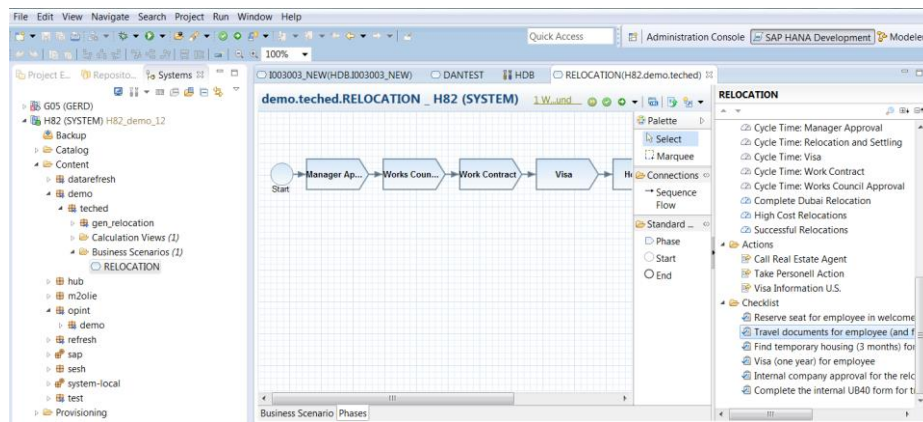 File Edit View Navigate Search Project Run Window Help
Quick Access
Administration Console
SAP HANA Development
Modeler
100%
Project E...
Reposito...
Systems
I003003_NEW(HDB.I003003_NEW)
DANTEST
HDB
RELOCATION(H82.demo.teched)
G05 (GERD)
H82 (SYSTEM) H82_demo_12
Backup
Catalog
Content
datarefresh
demo
teched
gen_relocation
Calculation Views (1)
Business Scenarios (1)
RELOCATION
hub
m2olie
opint
demo
refresh
sap
sesh
system-local
test
Provisioning
demo.teched.RELOCATION _ H82 (SYSTEM)
1 W...und
Start
Manager Ap...
Works Coun...
Work Contract
Visa
Business Scenario
Phases
Palette
Select
Marquee
Connections
Sequence
Flow
Standard ...
Phase
Start
End
RELOCATION
Cycle Time: Manager Approval
Cycle Time: Relocation and Settling
Cycle Time: Visa
Cycle Time: Work Contract
Cycle Time: Works Council Approval
Complete Dubai Relocation
High Cost Relocations
Successful Relocations
Actions
Call Real Estate Agent
Take Personell Action
Visa Information U.S.
Checklist
Reserve seat for employee in welcome
Travel documents for employee (and f
Find temporary housing (3 months) for
Visa (one year) for employee
Internal company approval for the relo
Complete the internal UB40 form for t